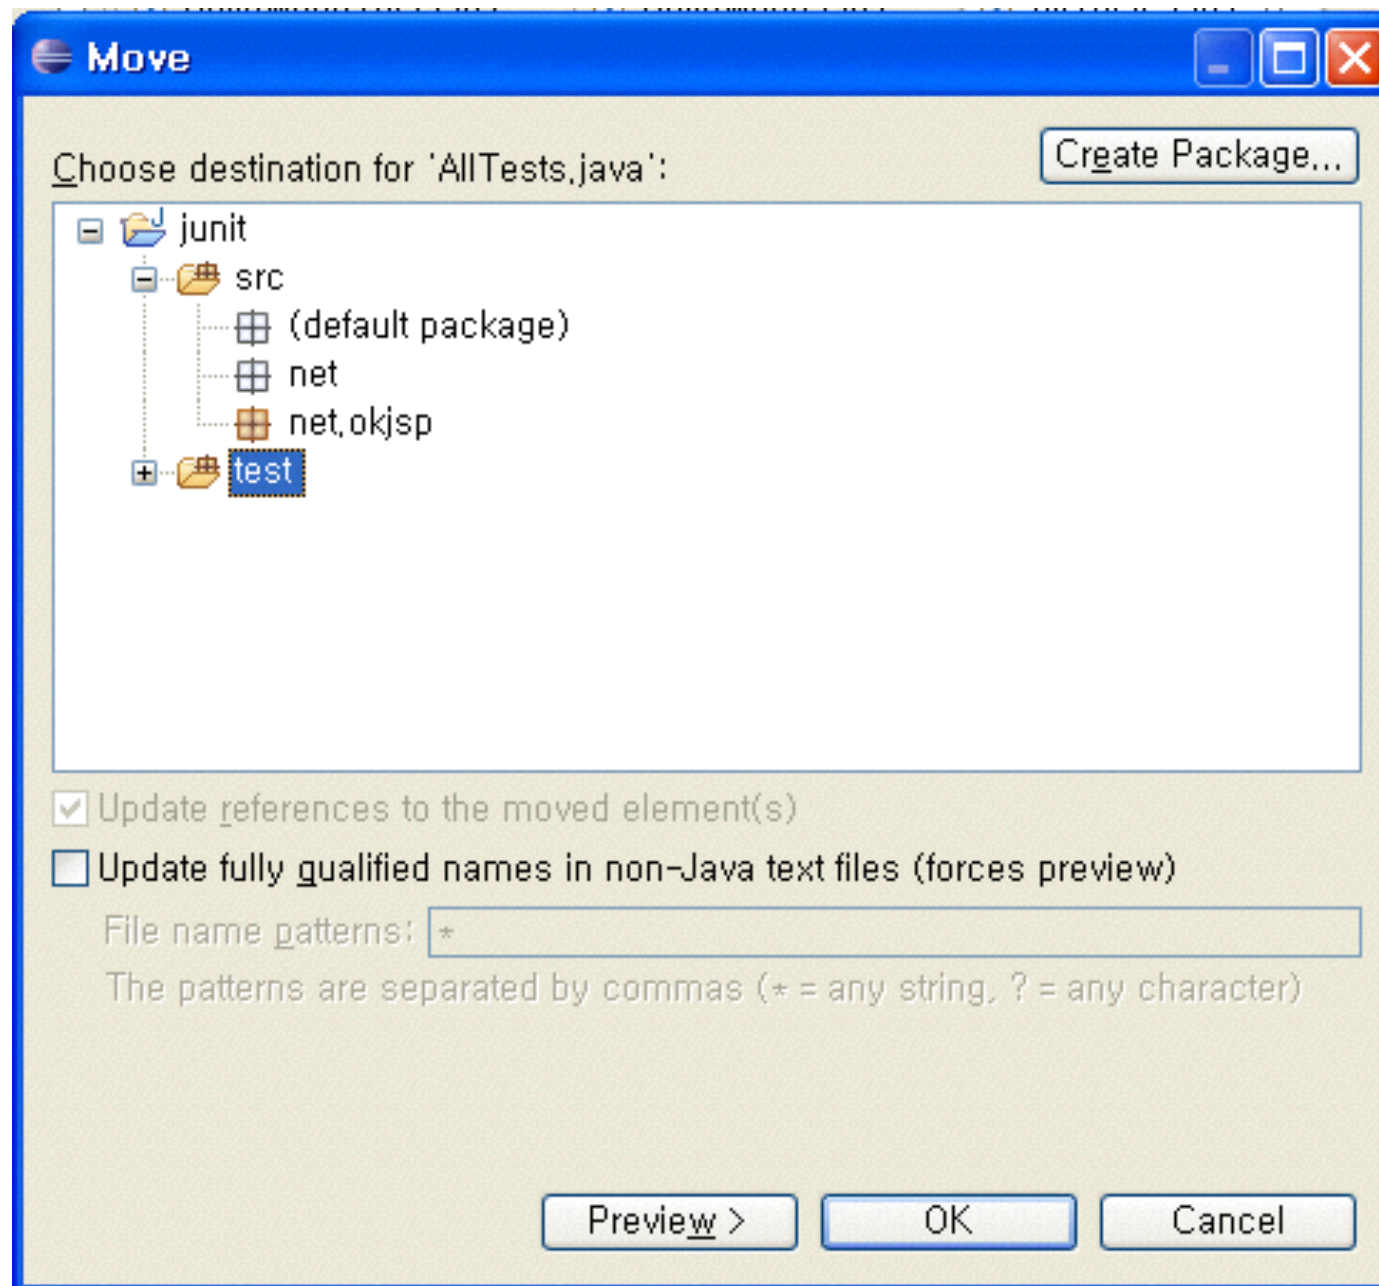 Move
Create Package...
Choose destination for 'AllTests.java':
junit
src
(default package)
net
net.okjsp
test
Update references to the moved element(s)
Update fully qualified names in non-Java text files (forces preview)
File name patterns: *
The patterns are separated by commas (* = any string, ? = any character)
Preview >
OK
Cancel